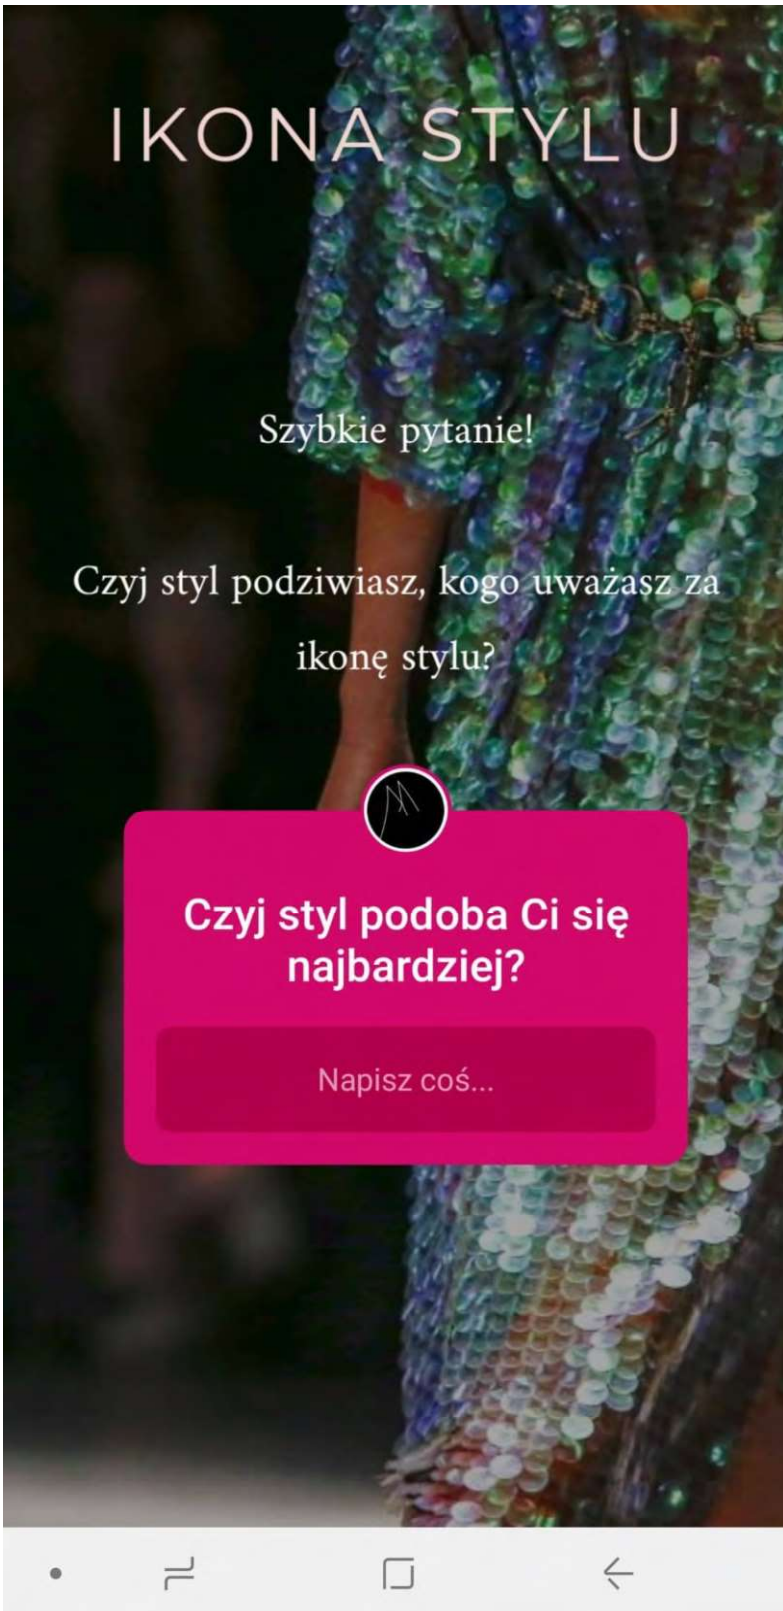 IKONA STYLU
Szybkie pytanie!
Czyj styl podziwiasz, kogo uważasz za
ikonę stylu?
Czyj styl podoba Ci się
najbardziej?
Napisz coś...